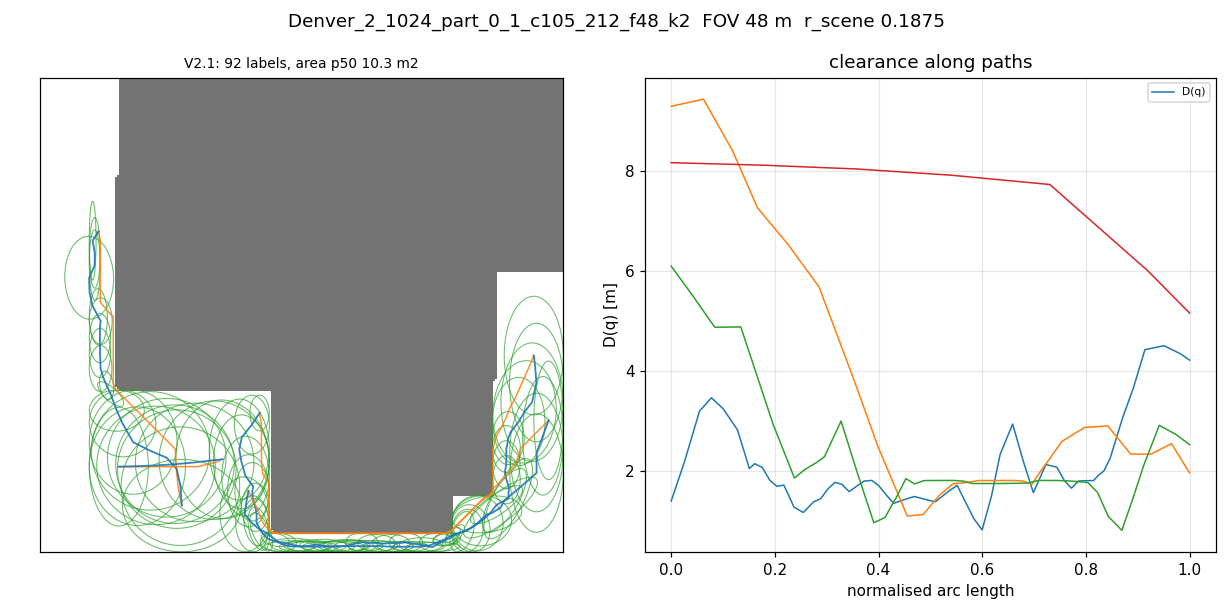 Denver_2_1024_part_0_1_c105_212_f48_k2 FOV 48 m r_scene 0.1875
V2.1: 92 labels, area p50 10.3 m2
clearance along paths
D(q)
D(q) [m]
8
6
4
2
0.0 0.2 0.4 0.6 0.8 1.0
normalised arc length